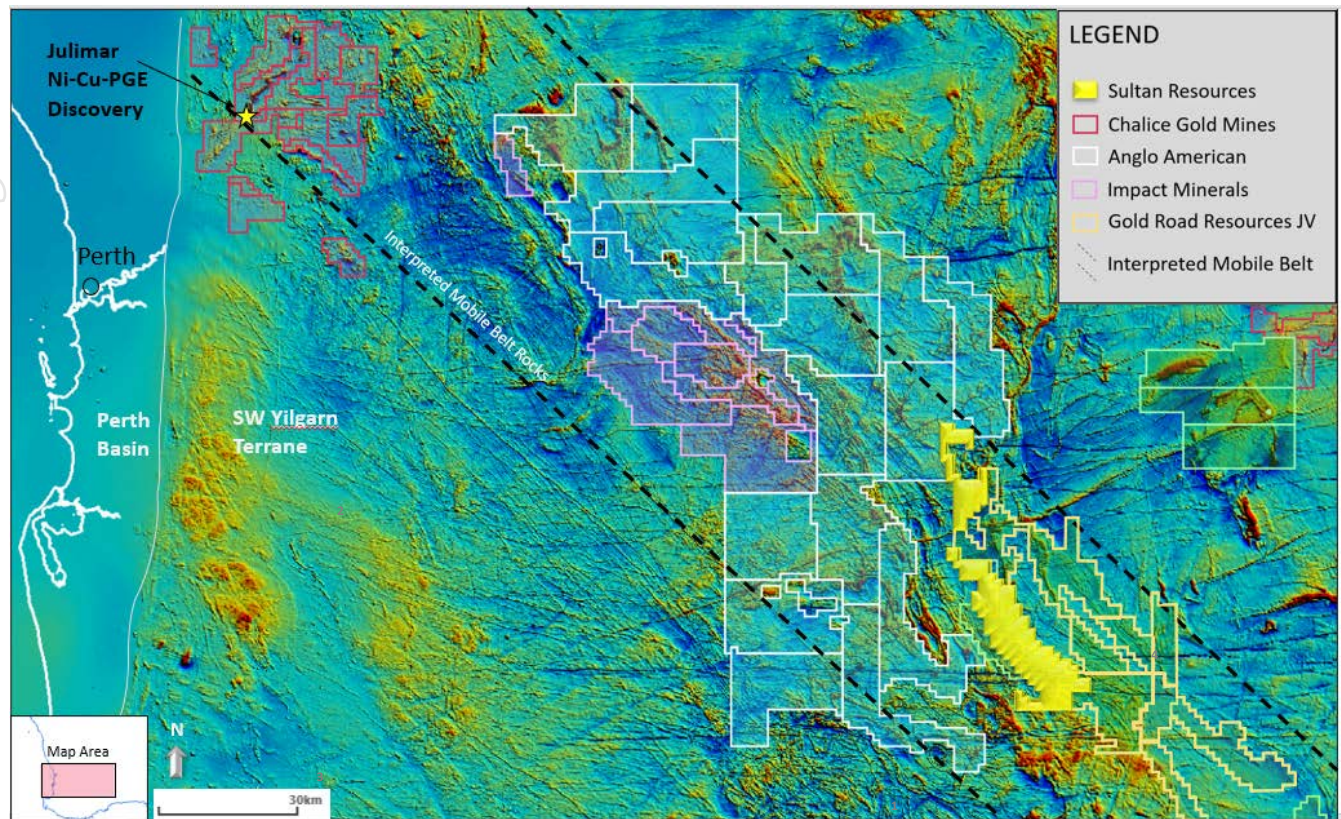 Julimar
Ni-Cu-PGE
Discovery
Perth
Perth
Basin
SW Yilgarn
Terrane
Interpreted Mobile Belt Rocks
LEGEND
Sultan Resources
Chalice Gold Mines
Anglo American
Impact Minerals
Gold Road Resources JV
Interpreted Mobile Belt
Map Area
N
30km